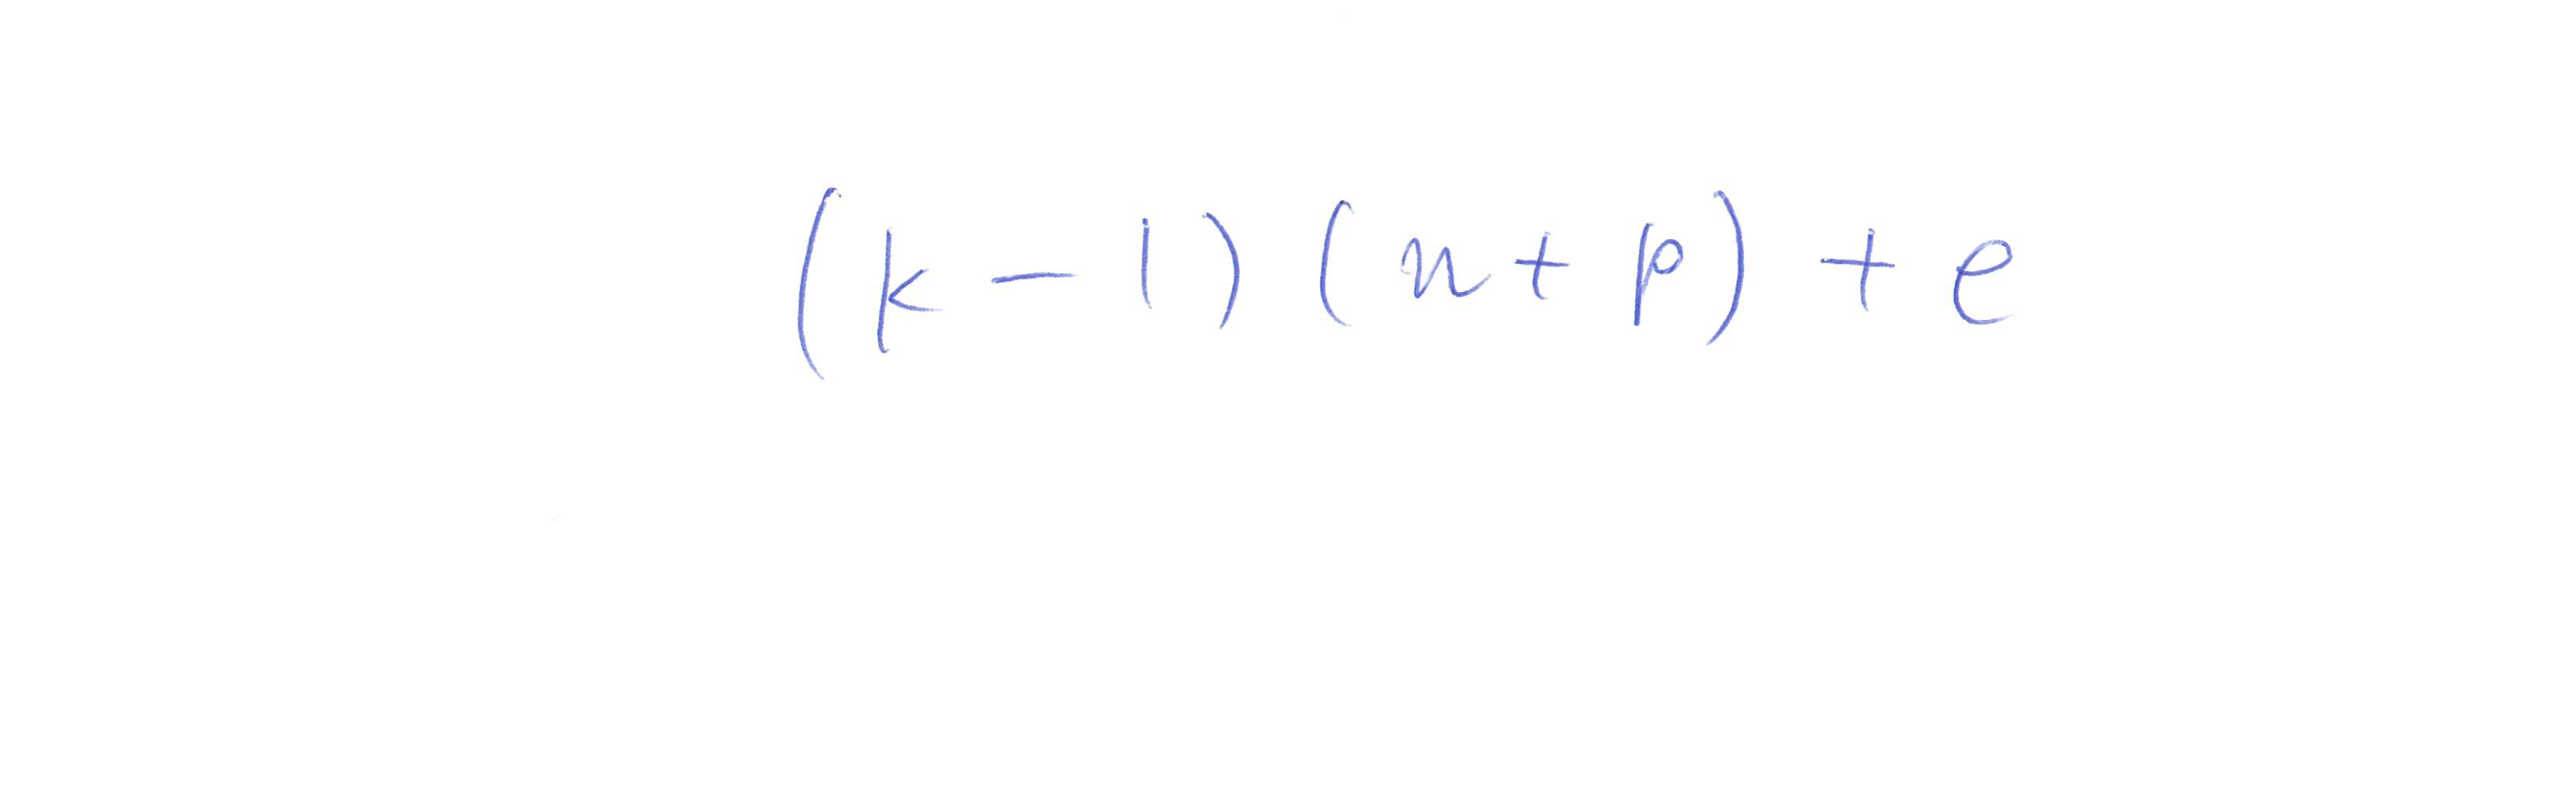 (k - 1) (n + p) + e